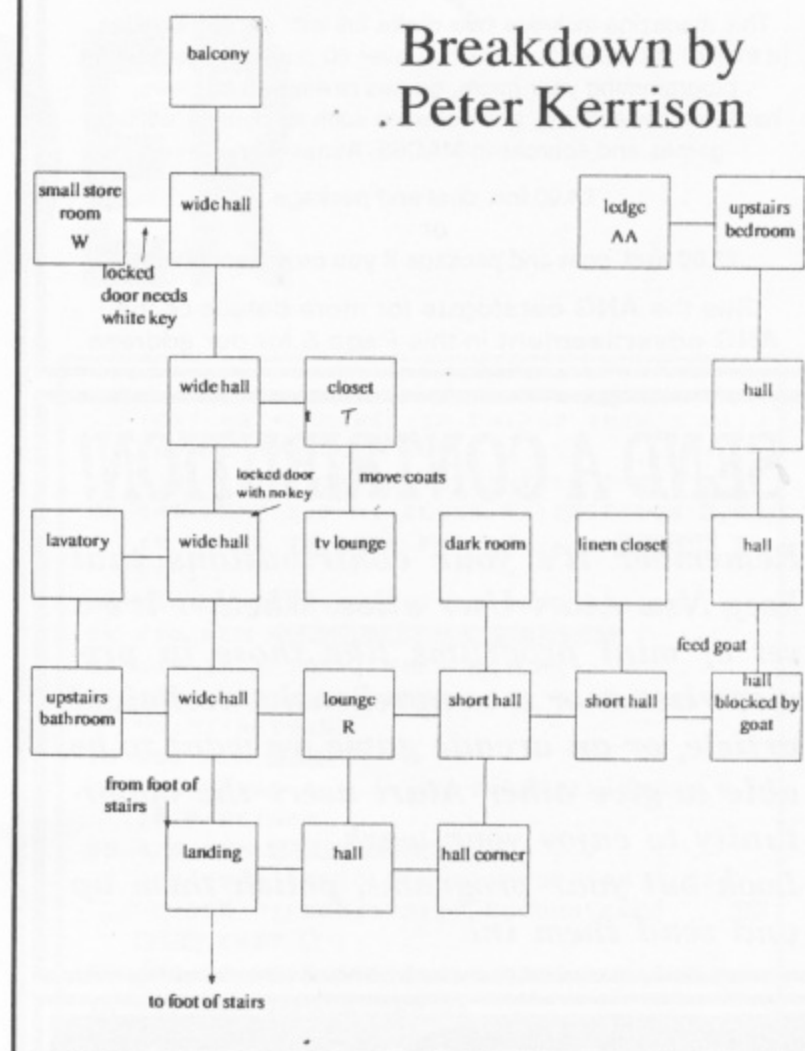 Breakdown by
Peter Kerrison
balcony
small store
room
W
wide hall
ledge
AA
upstairs
bedroom
locked
door needs
white key
wide hall
t
closet
T
hall
locked door
with no key
move coats
lavatory
wide hall
tv lounge
dark room
linen closet
hall
feed goat
upstairs
bathroom
wide hall
lounge
R
short hall
short hall
hall
blocked by
goat
from foot of
stairs
landing
hall
hall corner
to foot of stairs